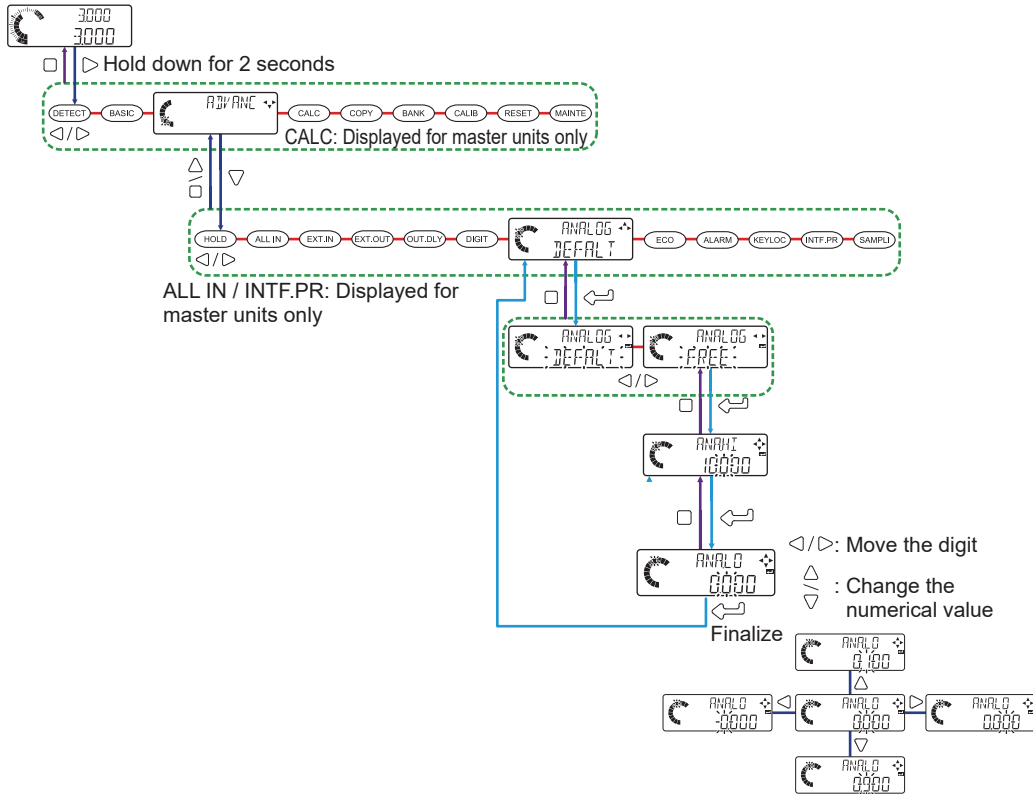 3.000
3.000
Hold down for 2 seconds
DETECT BASIC ADVANC CALC COPY BANK CALIB RESET MAINTE
CALC: Displayed for master units only
HOLD ALL IN EXT.IN EXT.OUT OUT.DLY DIGIT ANALOG ECO ALARM KEYLOC INTF.PR SAMPLI
DEFALT
ALL IN / INTF.PR: Displayed for
master units only
ANALOG ANALOG
DEFALT FREE
ANAHI
10.000
ANALO
0.000
: Move the digit
: Change the
numerical value
Finalize
ANALO
0.100
ANALO ANALO ANALO
-0.000 0.000 0.000
ANALO
0.900